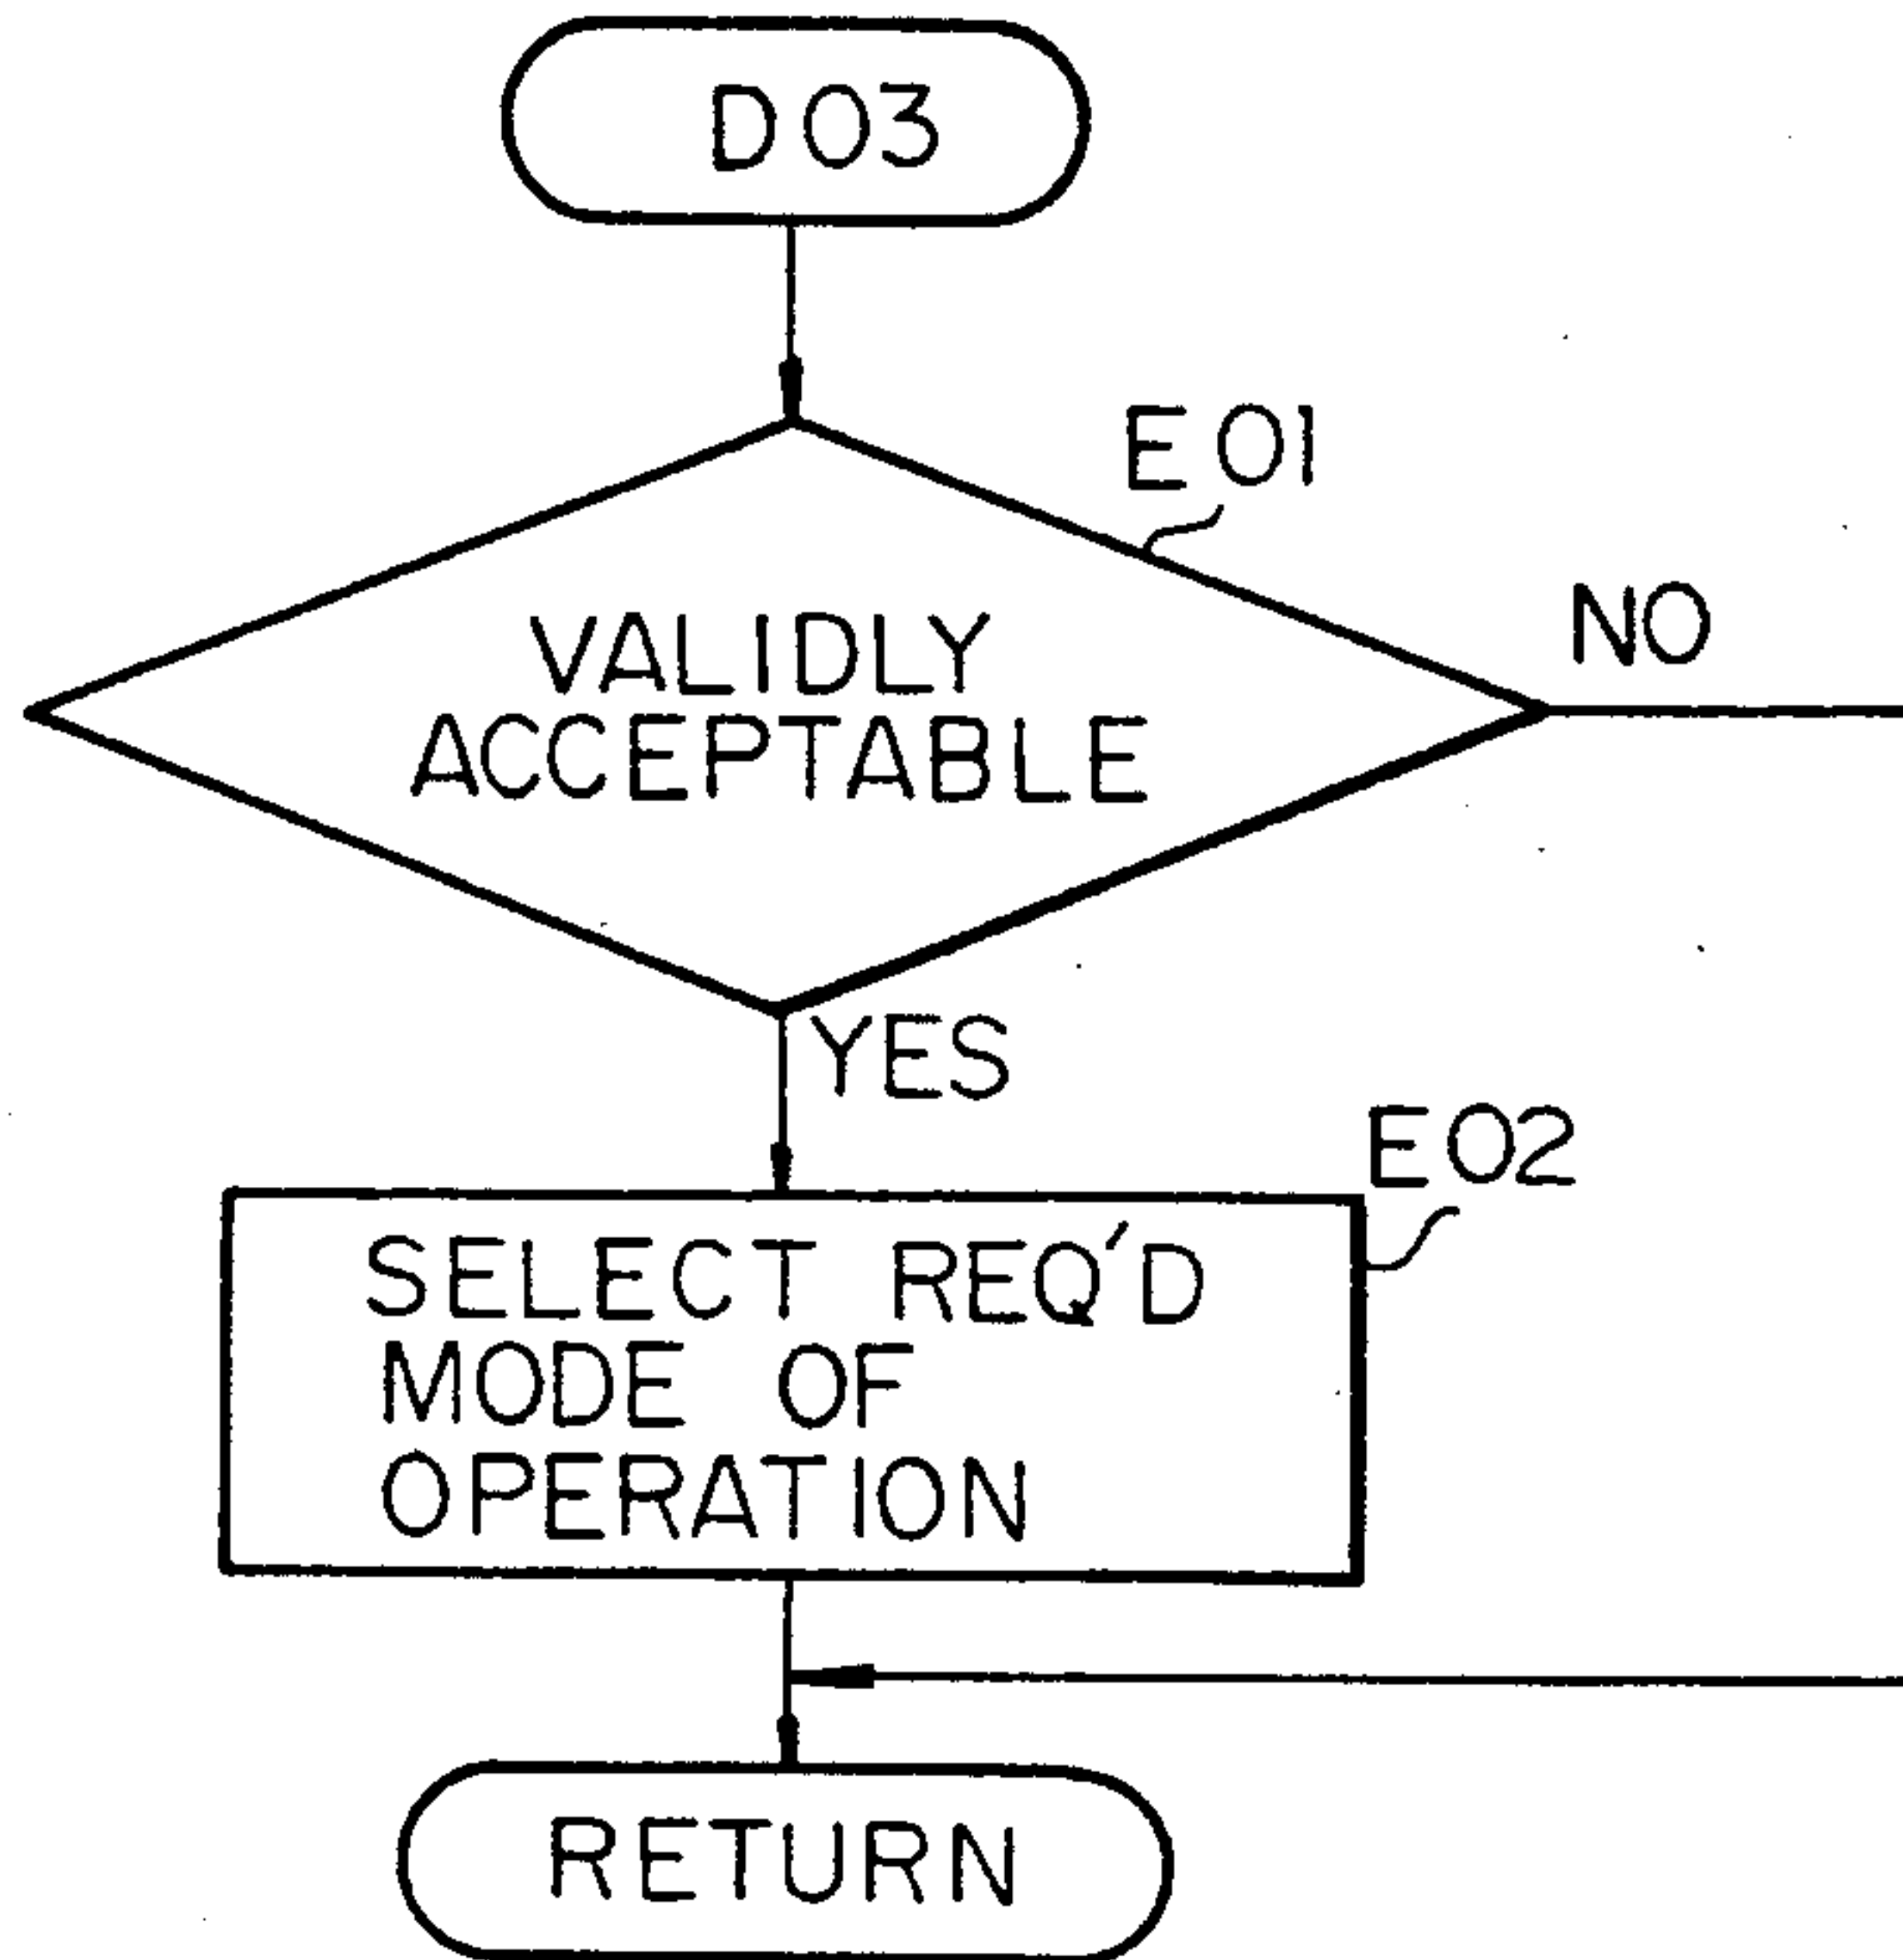 D03
E01
VALIDLY
ACCEPTABLE
NO
YES
E02
SELECT REQ'D
MODE OF
OPERATION
RETURN